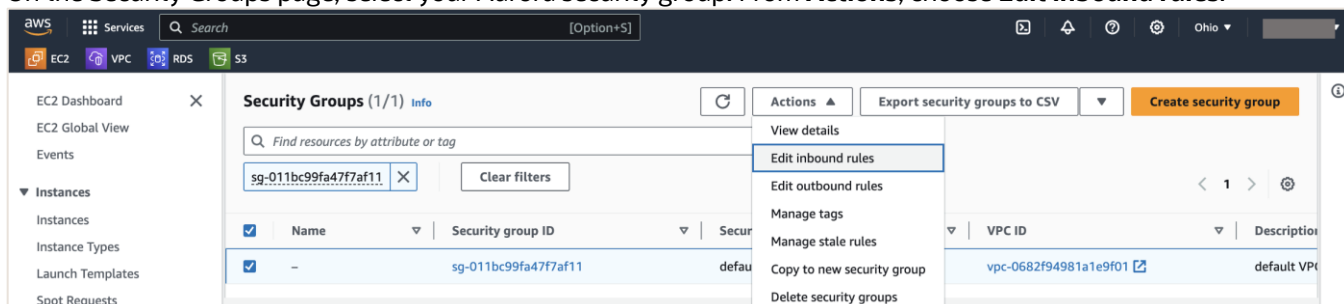 On the Security Groups page, select your Aurora security group. From Actions, choose Edit inbound rules.
aws Services Search [Option+S] Ohio
EC2 VPC RDS S3
EC2 Dashboard
EC2 Global View
Events
Instances
Instances
Instance Types
Launch Templates
Spot Requests
Security Groups (1/1) Info
Actions Export security groups to CSV Create security group
Find resources by attribute or tag
sg-011bc99fa47f7af11 Clear filters
View details
Edit inbound rules
Edit outbound rules
Manage tags
Manage stale rules
Copy to new security group
Delete security groups
1
Name Security group ID Secur VPC ID Description
– sg-011bc99fa47f7af11 defau vpc-0682f94981a1e9f01 default VPC